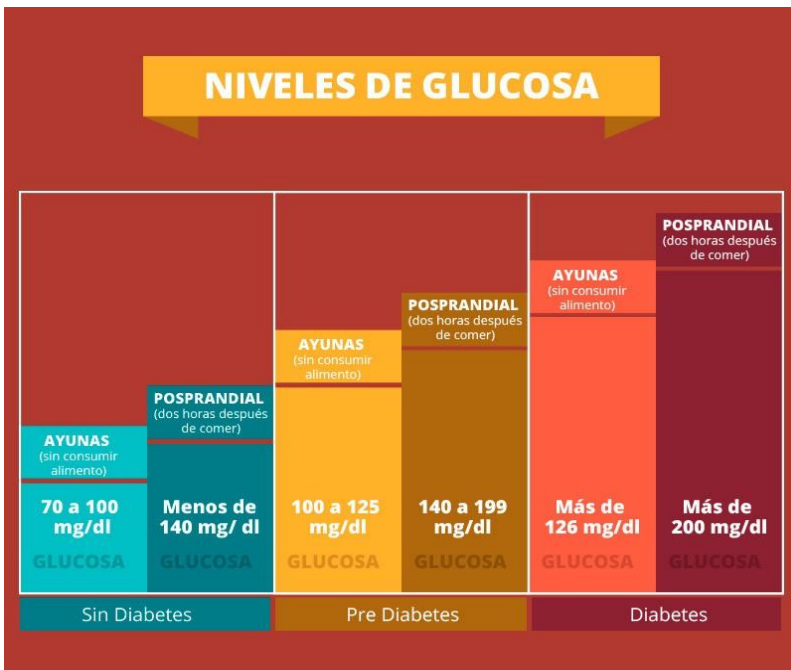 NIVELES DE GLUCOSA
AYUNAS
(sin consumir
alimento)
70 a 100
mg/dl
GLUCOSA
POSPRANDIAL
(dos horas después
de comer)
Menos de
140 mg/ dl
GLUCOSA
Sin Diabetes
AYUNAS
(sin consumir
alimento)
100 a 125
mg/dl
GLUCOSA
POSPRANDIAL
(dos horas después
de comer)
140 a 199
mg/dl
GLUCOSA
Pre Diabetes
AYUNAS
(sin consumir
alimento)
Más de
126 mg/dl
GLUCOSA
POSPRANDIAL
(dos horas después
de comer)
Más de
200 mg/dl
GLUCOSA
Diabetes